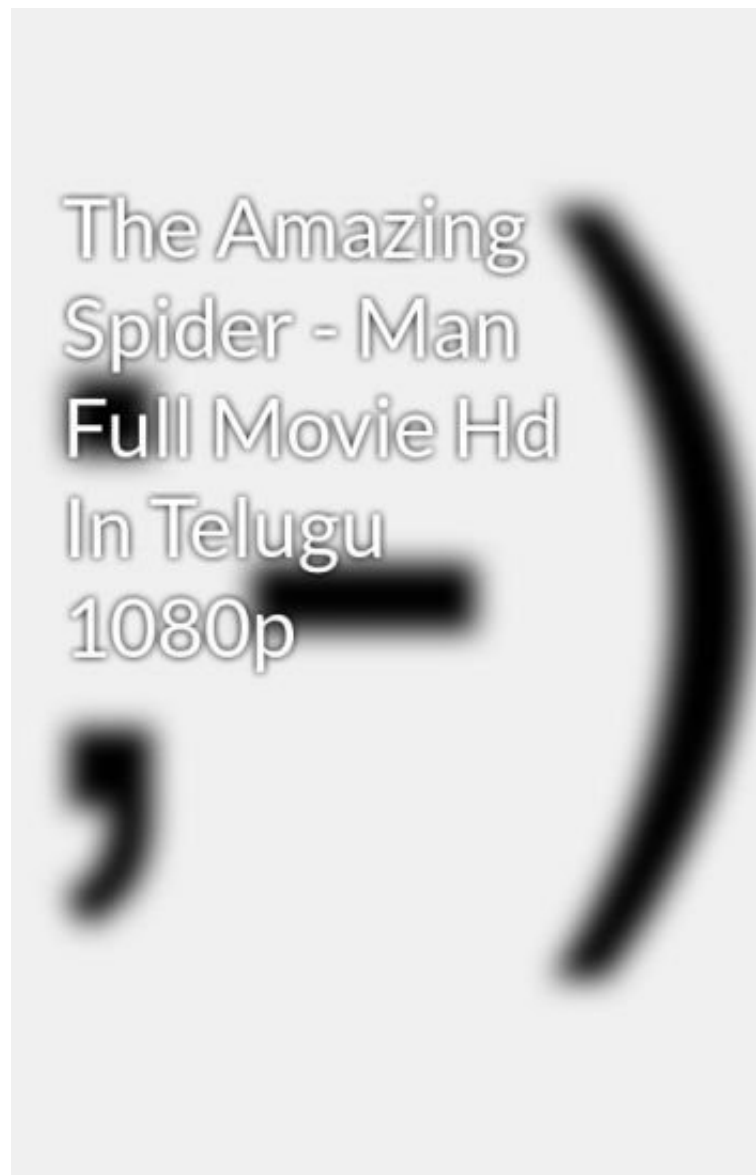 The Amazing
Spider - Man
Full Movie Hd
In Telugu
1080p
;-)